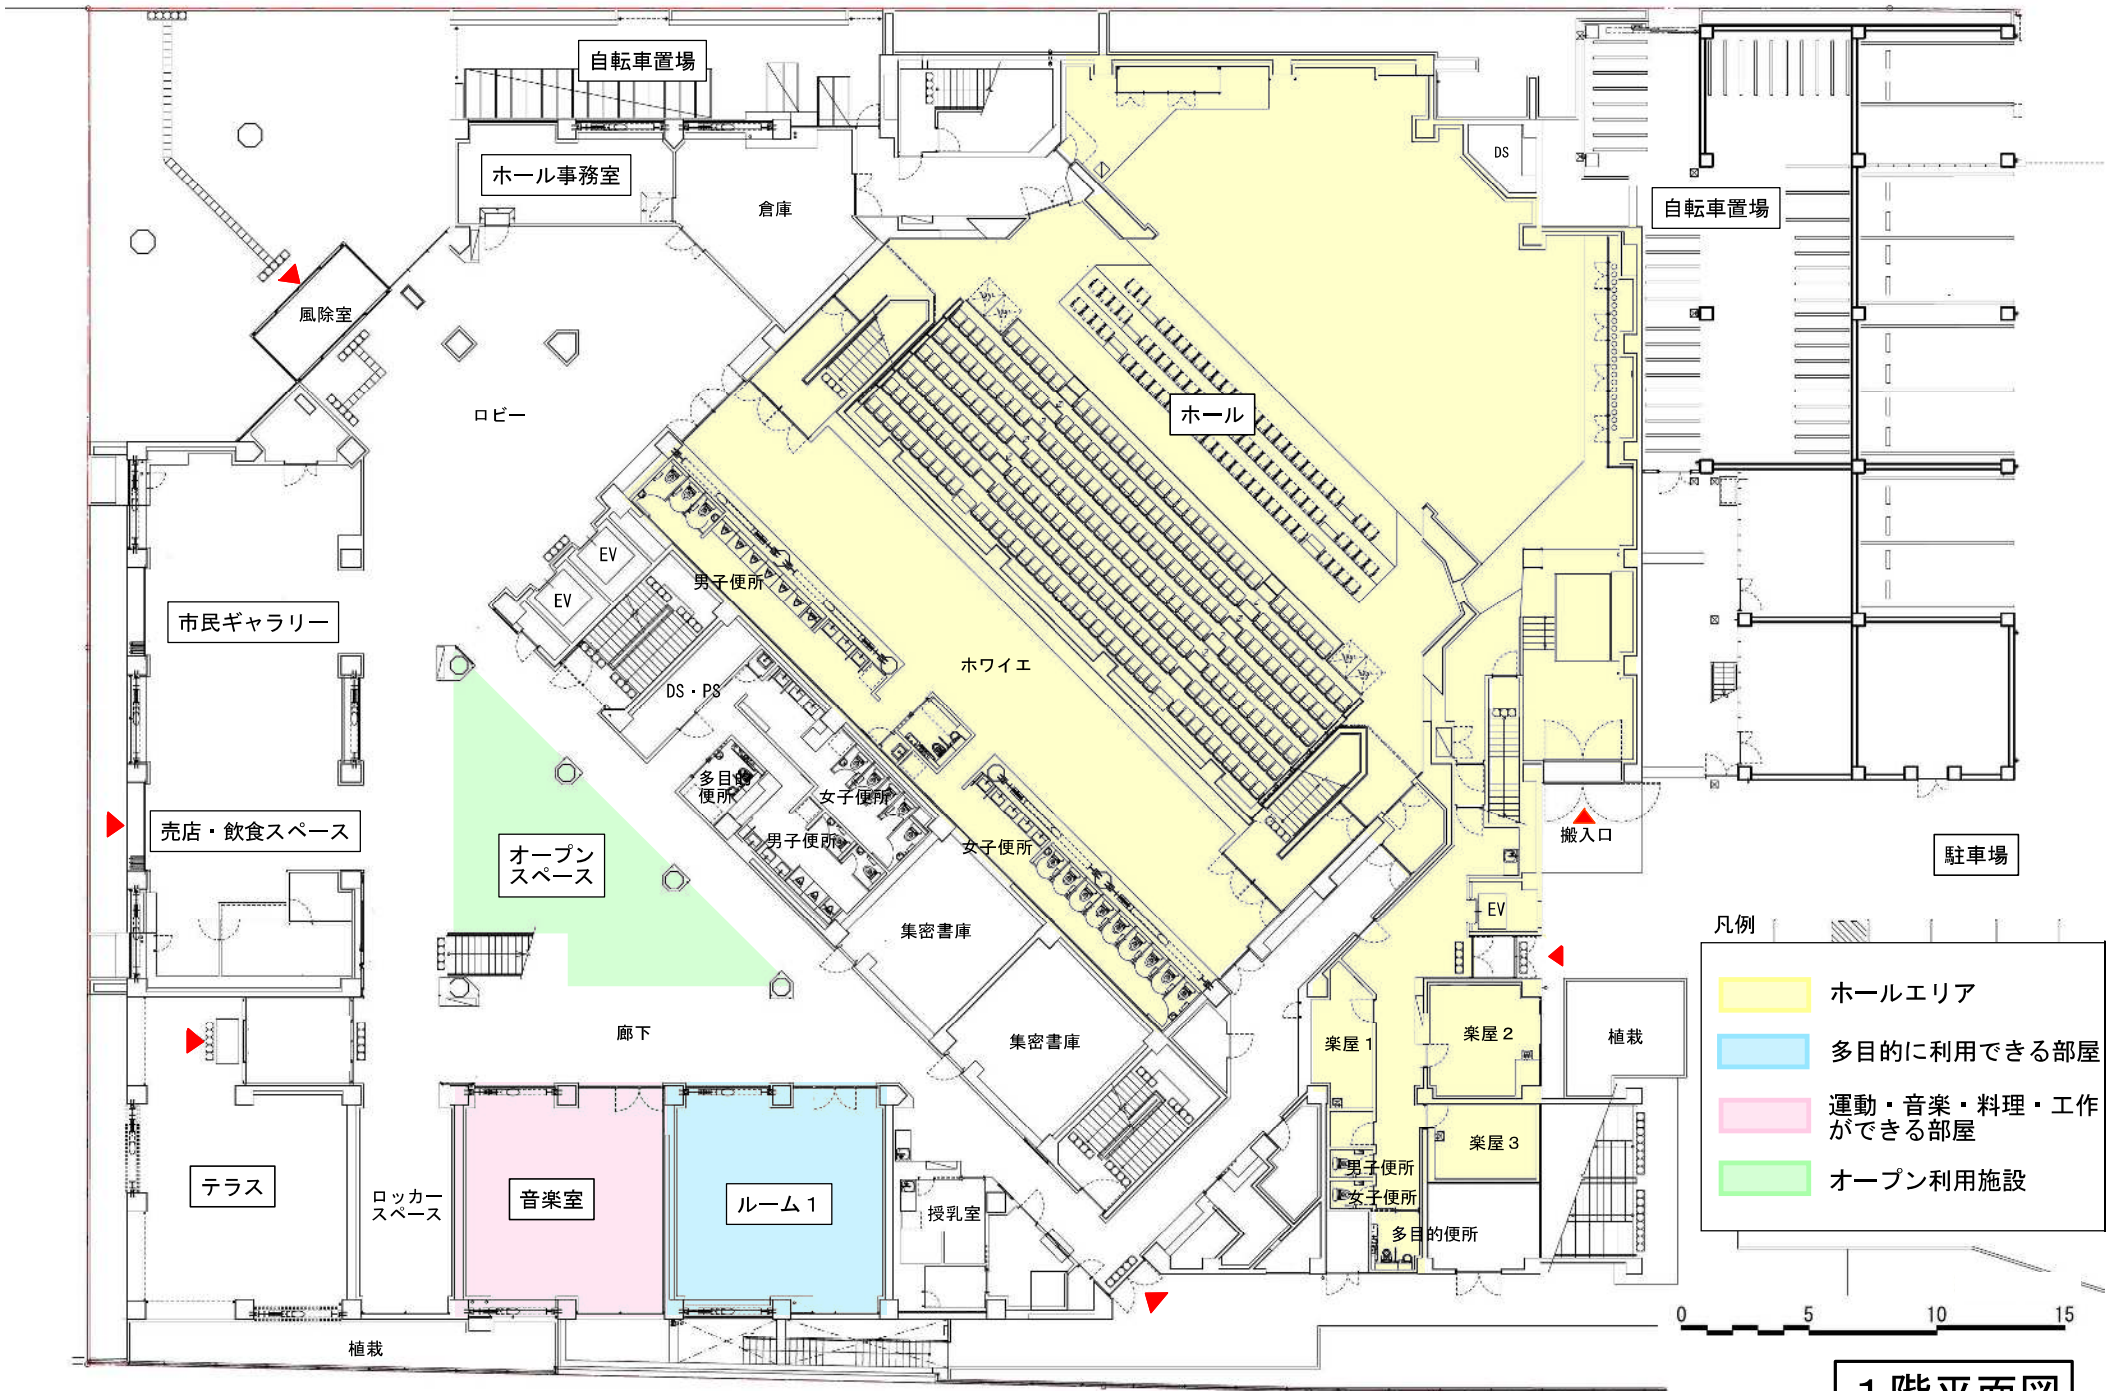 自転車置場
ホール事務室
倉庫
DS
自転車置場
風除室
ロビー
ホール
EV
EV
男子便所
市民ギャラリー
ホワイエ
DS・PS
多目的
便所
女子便所
男子便所
女子便所
売店・飲食スペース
オープン
スペース
搬入口
駐車場
集密書庫
EV
凡例
ホールエリア
多目的に利用できる部屋
運動・音楽・料理・工作
ができる部屋
オープン利用施設
廊下
集密書庫
楽屋1
楽屋2
植栽
楽屋3
男子便所
女子便所
多目的便所
テラス
ロッカー
スペース
音楽室
ルーム1
授乳室
植栽
0 5 10 15
1階平面図